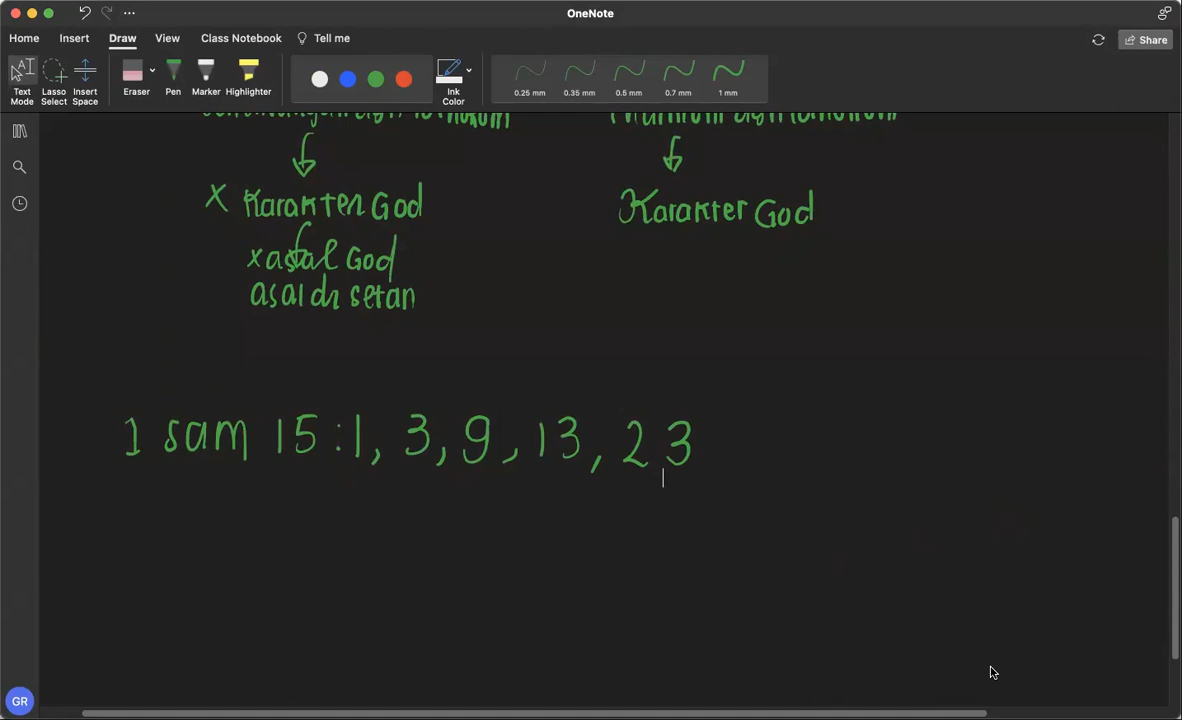 OneNote
Home Insert Draw View Class Notebook Tell me
Share
Text Mode
Lasso Select
Insert Space
Eraser
Pen
Marker
Highlighter
Ink Color
0.25 mm
0.35 mm
0.5 mm
0.7 mm
1 mm
X Karakter God
Karakter God
x asal God
asal dr setan
1 sam 15 : 1, 3, 9, 13, 23
GR